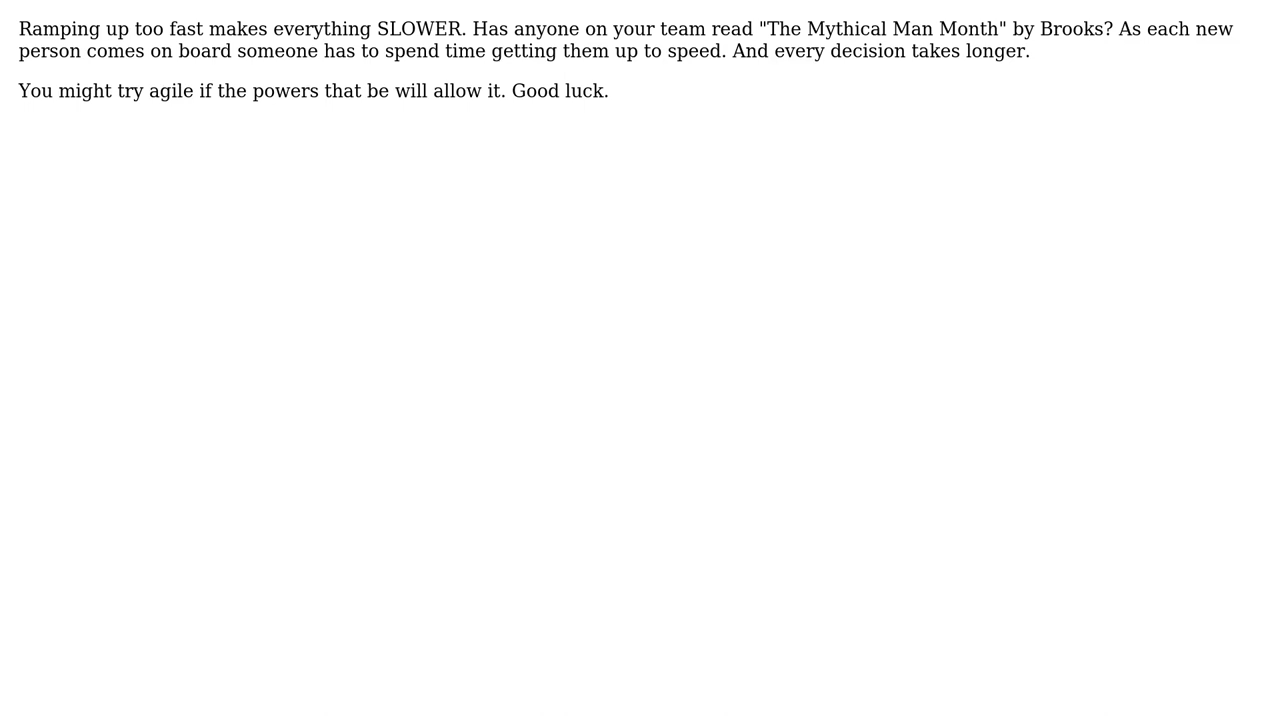 Ramping up too fast makes everything SLOWER. Has anyone on your team read "The Mythical Man Month" by Brooks? As each new
person comes on board someone has to spend time getting them up to speed. And every decision takes longer.
You might try agile if the powers that be will allow it. Good luck.